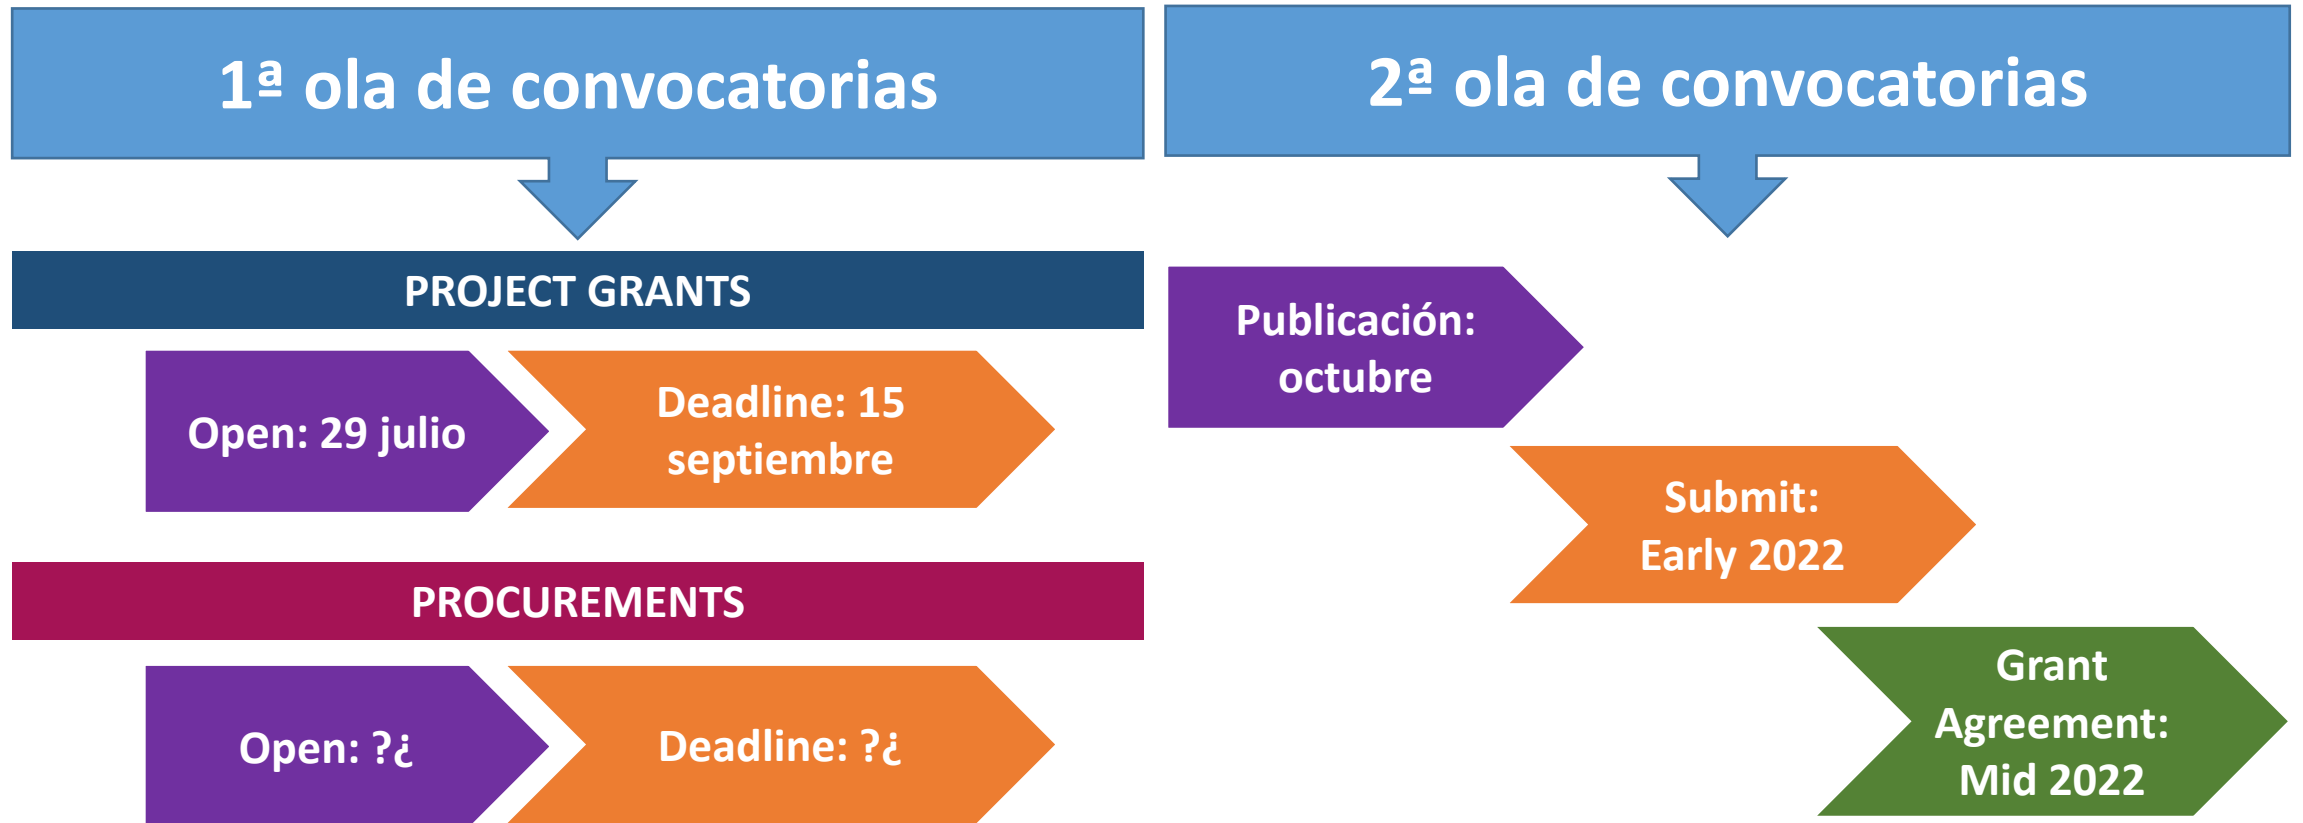 1ª ola de convocatorias
PROJECT GRANTS
Open: 29 julio
Deadline: 15
septiembre
PROCUREMENTS
Open: ?¿
Deadline: ?¿
2ª ola de convocatorias
Publicación:
octubre
Submit:
Early 2022
Grant
Agreement:
Mid 2022